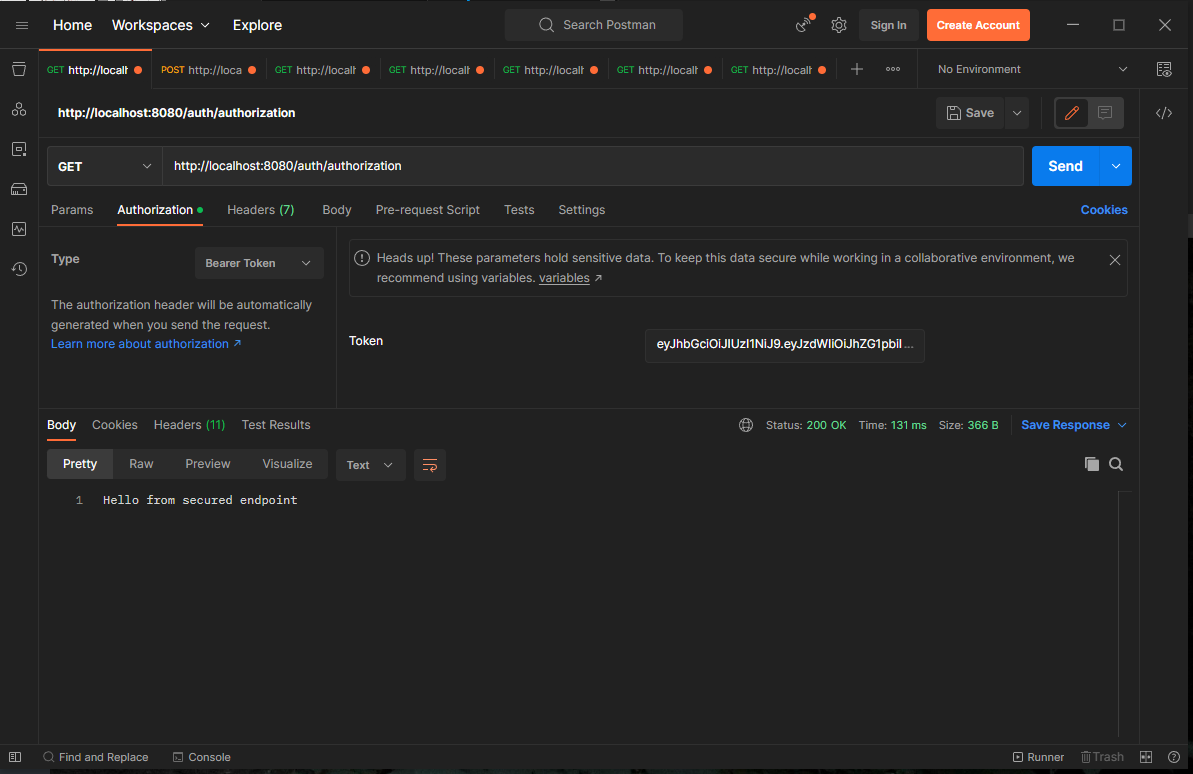 Home Workspaces Explore Search Postman Sign In Create Account
GET http://localh POST http://loca GET http://localh GET http://localh GET http://localh GET http://localh GET http://localh No Environment
http://localhost:8080/auth/authorization Save
GET http://localhost:8080/auth/authorization Send
Params Authorization Headers (7) Body Pre-request Script Tests Settings Cookies
Type Bearer Token
The authorization header will be automatically
generated when you send the request.
Learn more about authorization ↗
Heads up! These parameters hold sensitive data. To keep this data secure while working in a collaborative environment, we
recommend using variables. variables ↗
Token eyJhbGciOiJIUzI1NiJ9.eyJzdWIiOiJhZG1pbiI ...
Body Cookies Headers (11) Test Results Status: 200 OK Time: 131 ms Size: 366 B Save Response
Pretty Raw Preview Visualize Text
1 Hello from secured endpoint
Find and Replace Console Runner Trash